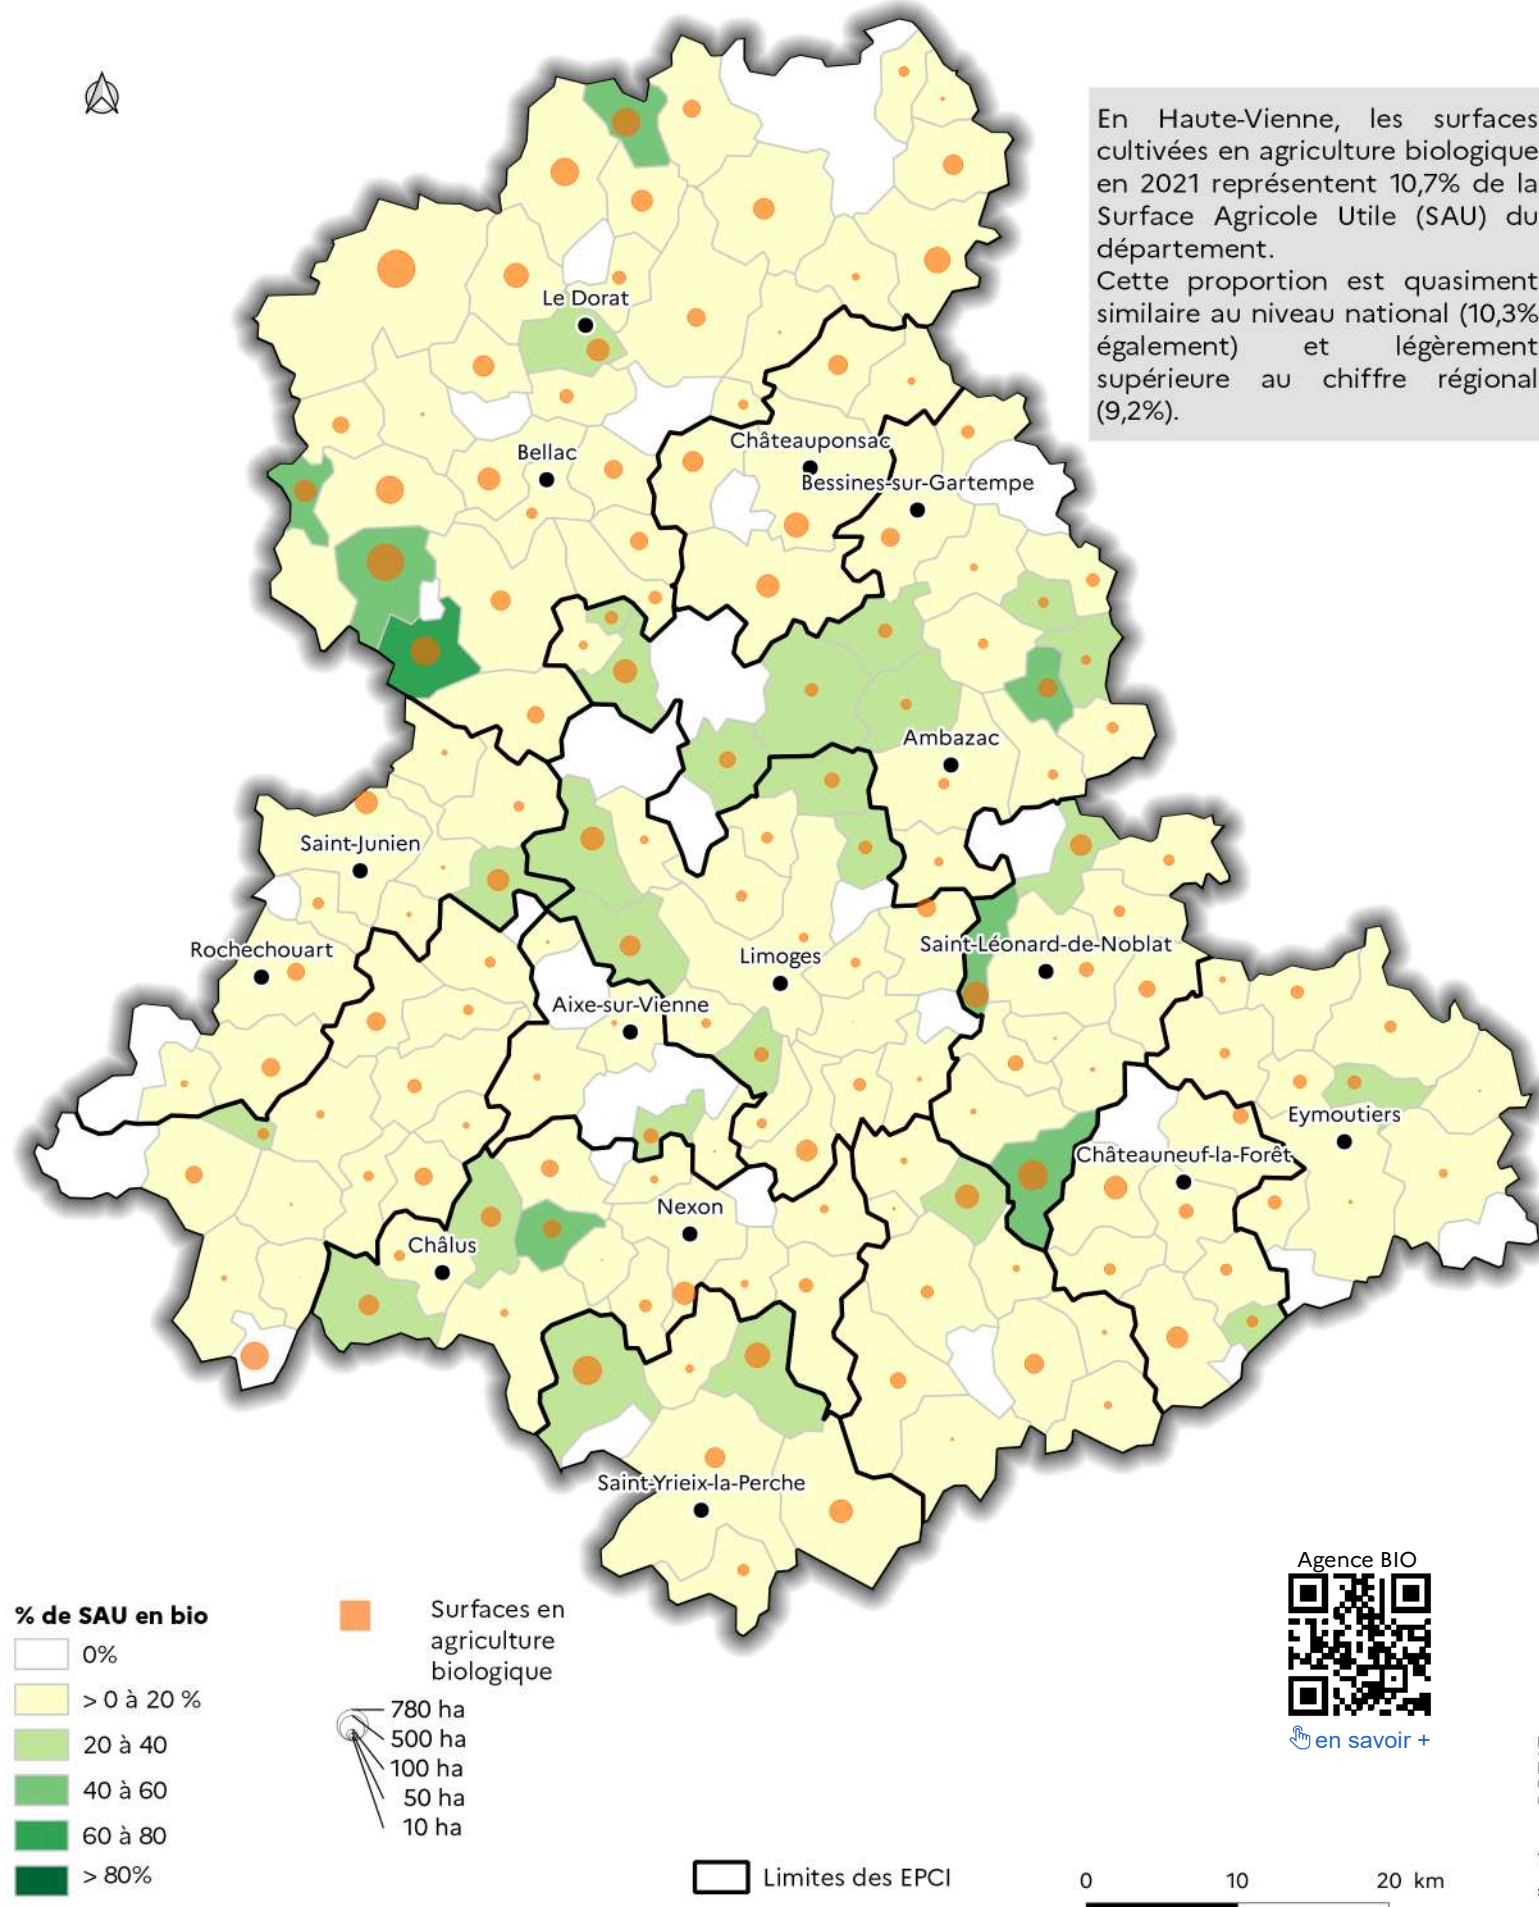 En Haute-Vienne, les surfaces
cultivées en agriculture biologique
en 2021 représentent 10,7% de la
Surface Agricole Utile (SAU) du
département.
Cette proportion est quasiment
similaire au niveau national (10,3%
également) et légèrement
supérieure au chiffre régional
(9,2%).
Le Dorat
Châteauponsac
Bellac
Bessines-sur-Gartempe
Ambazac
Saint-Junien
Saint-Léonard-de-Noblat
Rochechouart
Limoges
Aixe-sur-Vienne
Eymoutiers
Châteauneuf-la-Forêt
Nexon
Châlus
Saint-Yrieix-la-Perche
Agence BIO
en savoir +
% de SAU en bio
0%
> 0 à 20 %
20 à 40
40 à 60
60 à 80
> 80%
Surfaces en
agriculture
biologique
780 ha
500 ha
100 ha
50 ha
10 ha
Limites des EPCI
0 10 20 km